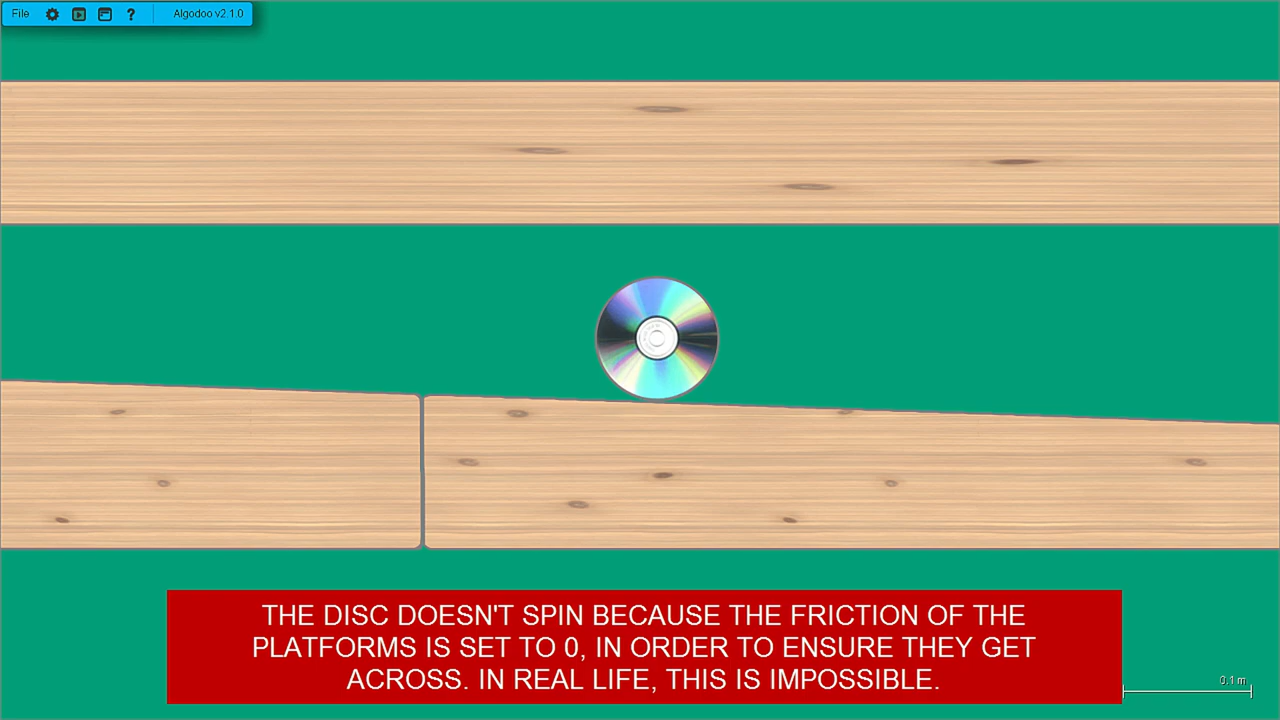 File ? Algodoo v2.1.0
THE DISC DOESN'T SPIN BECAUSE THE FRICTION OF THE
PLATFORMS IS SET TO 0, IN ORDER TO ENSURE THEY GET
ACROSS. IN REAL LIFE, THIS IS IMPOSSIBLE.
0.1 m